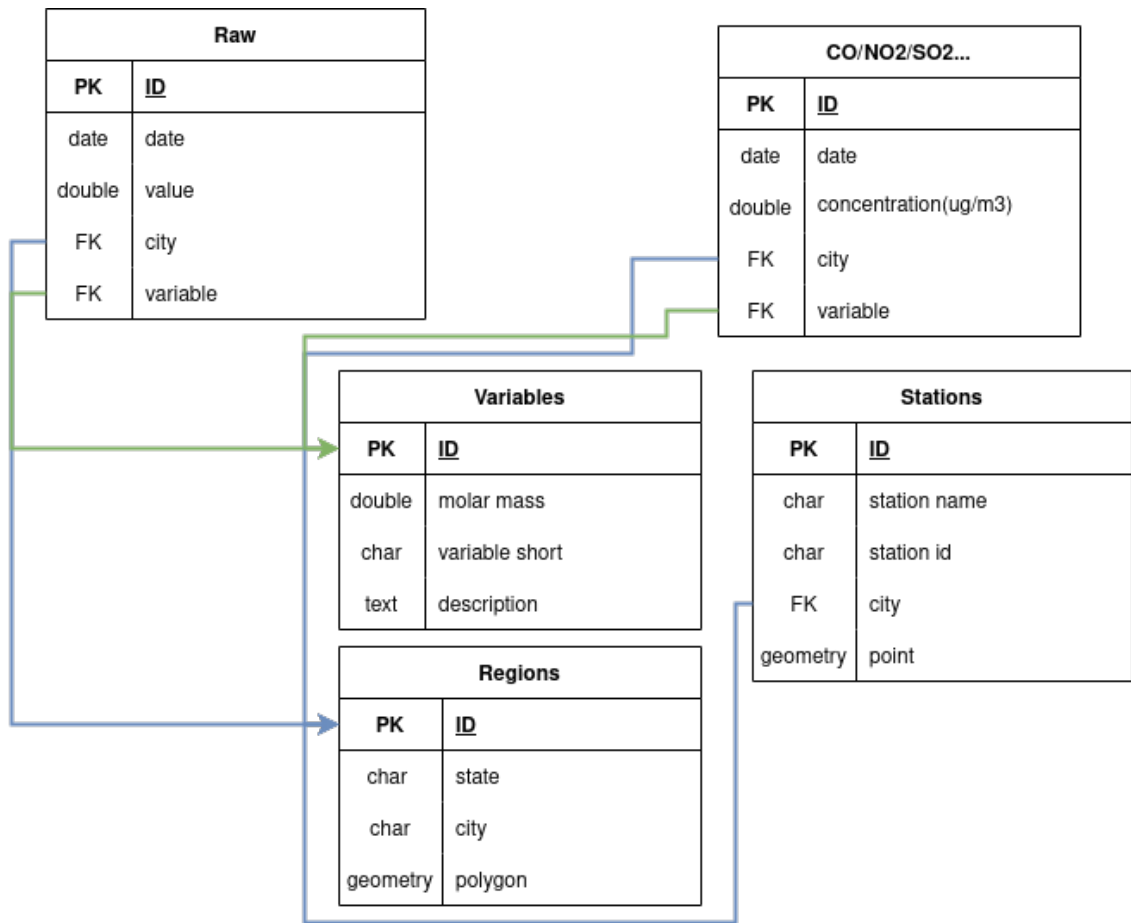 Raw
PK ID
date date
double value
FK city
FK variable
CO/NO2/SO2...
PK ID
date date
double concentration(ug/m3)
FK city
FK variable
Variables
PK ID
double molar mass
char variable short
text description
Stations
PK ID
char station name
char station id
FK city
geometry point
Regions
PK ID
char state
char city
geometry polygon